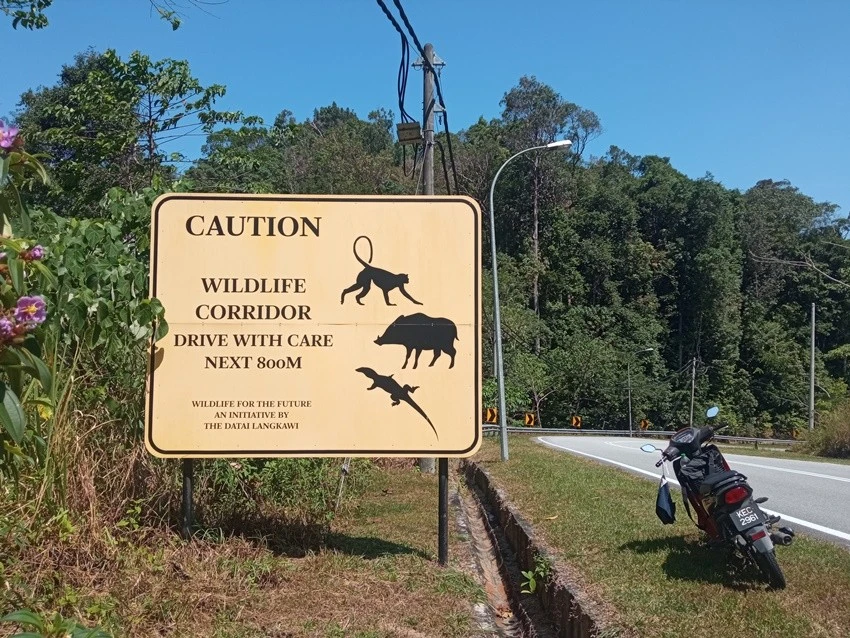 CAUTION
WILDLIFE
CORRIDOR
DRIVE WITH CARE
NEXT 800M
WILDLIFE FOR THE FUTURE
AN INITIATIVE BY
THE DATAI LANGKAWI
KEC
2961